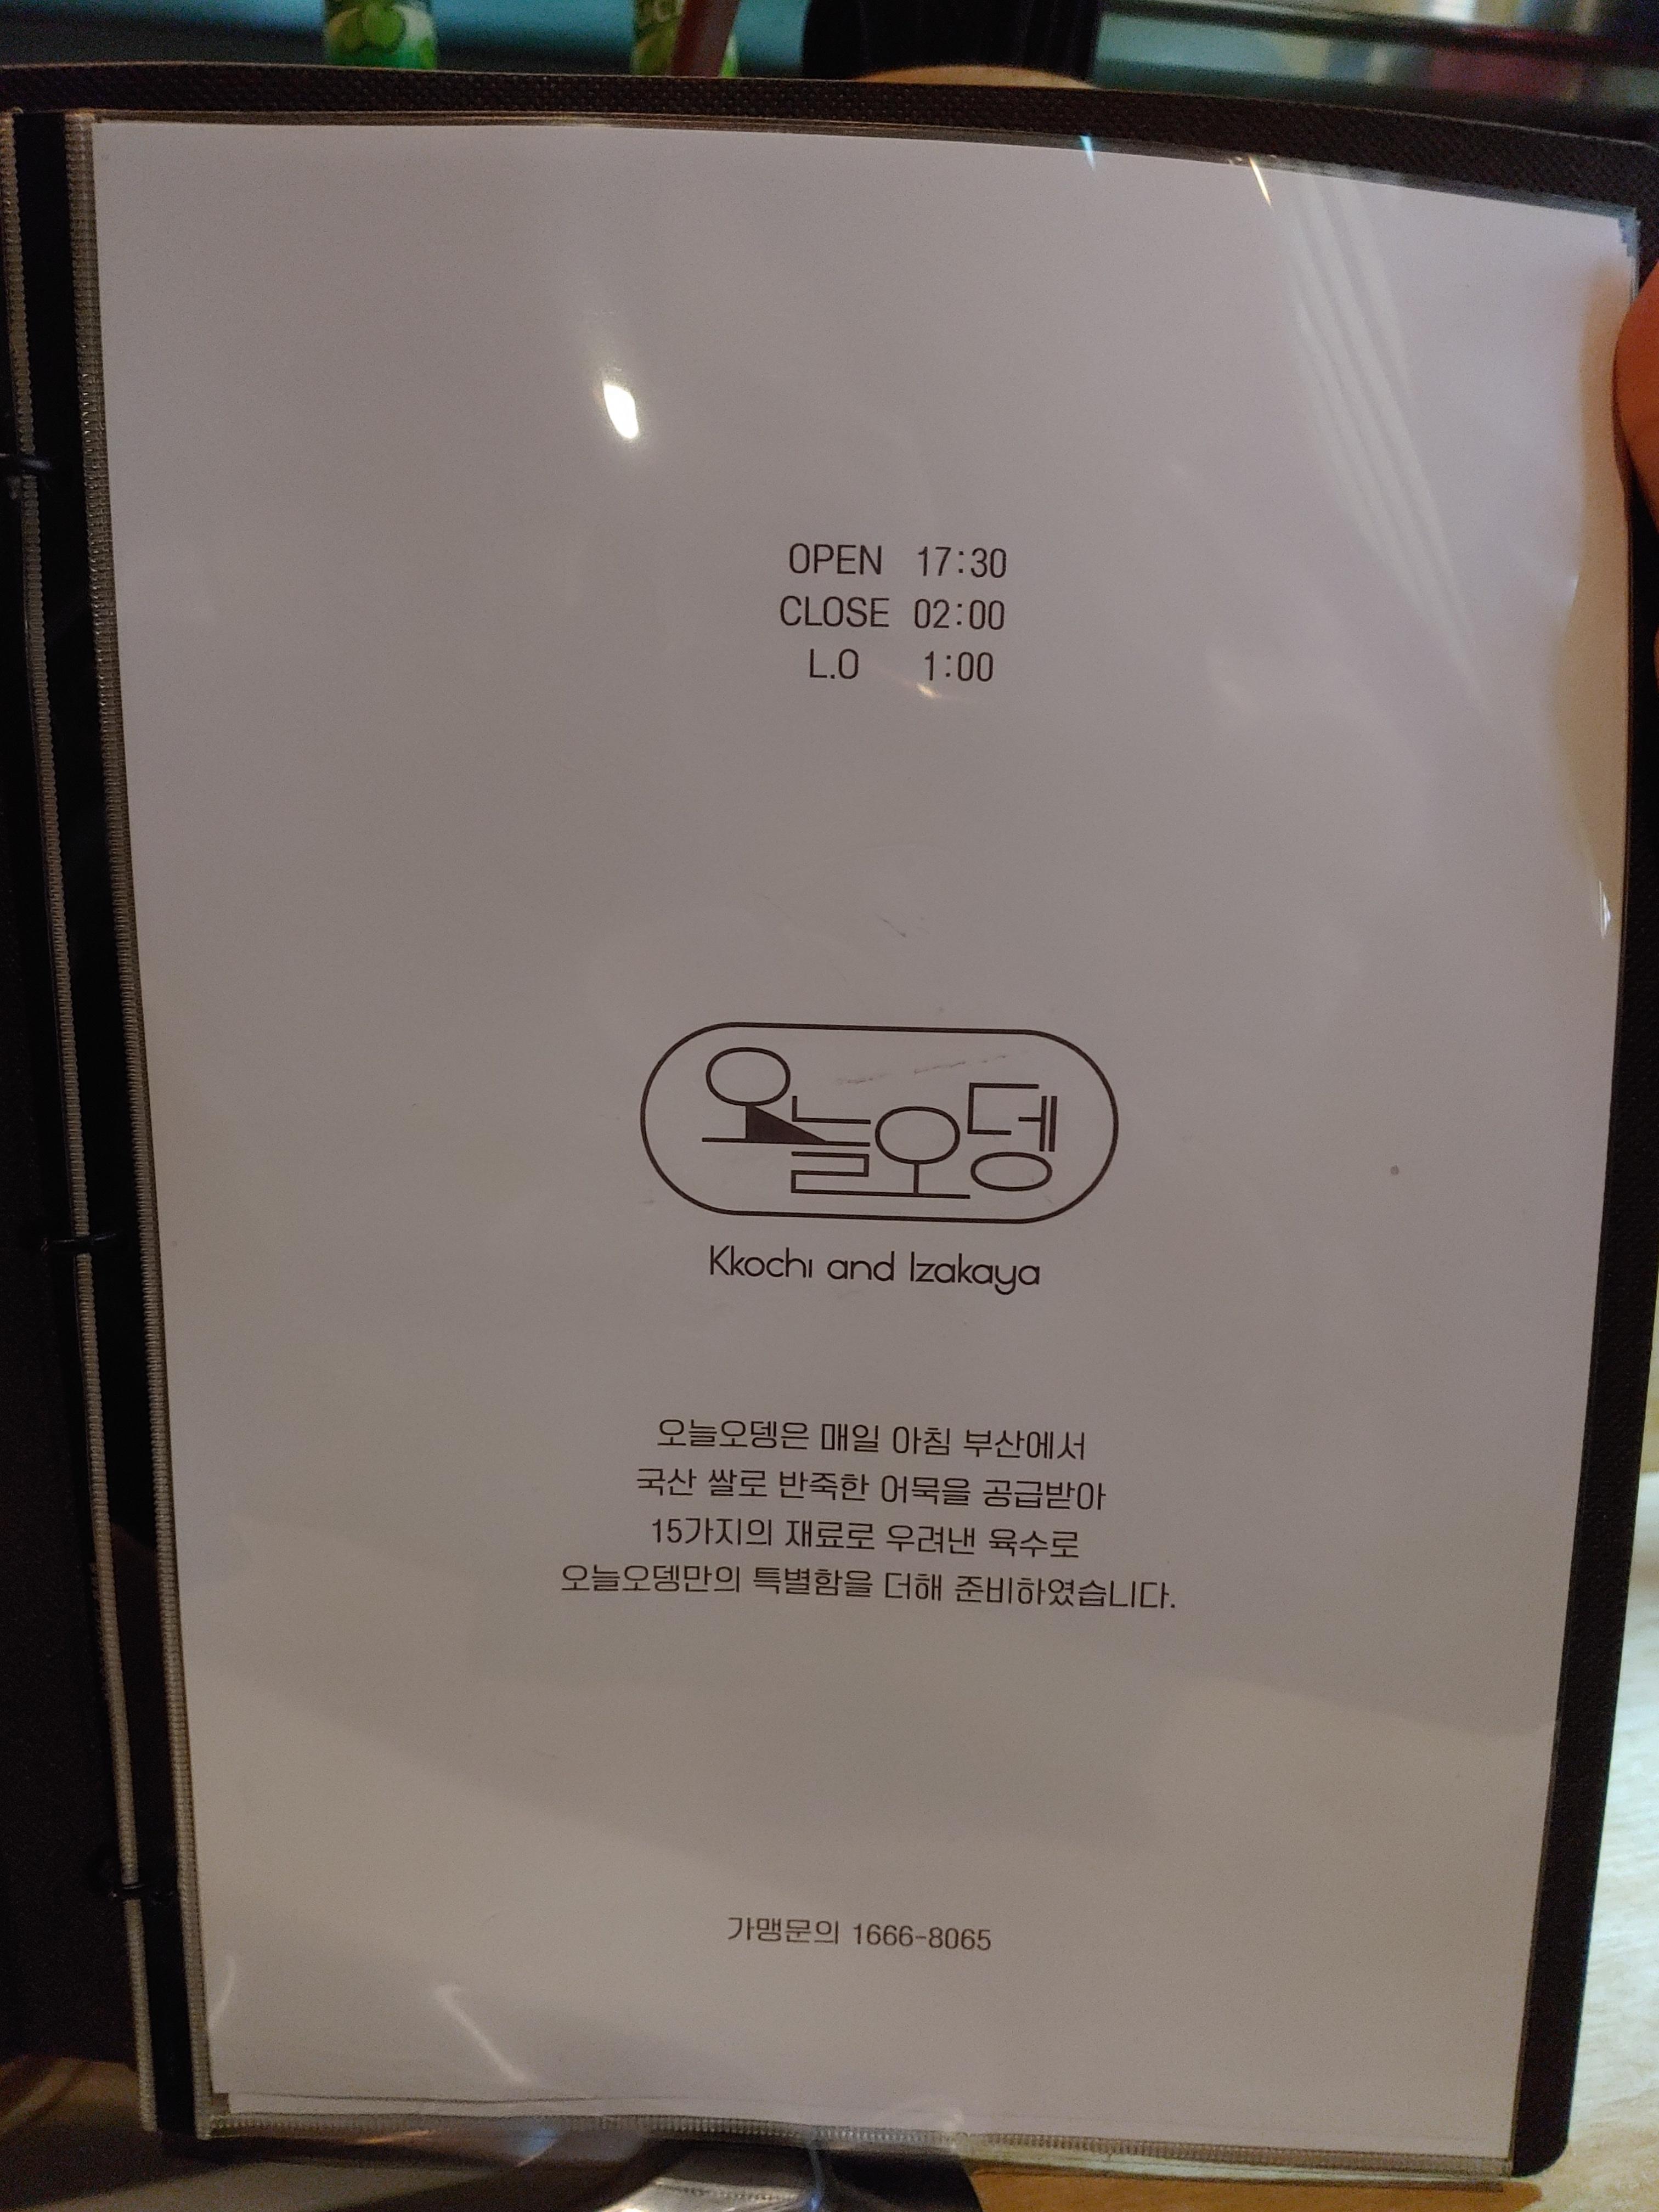 OPEN 17:30
CLOSE 02:00
L.O 1:00
오늘오뎅
Kkochi and Izakaya
오늘오뎅은 매일 아침 부산에서
국산 쌀로 반죽한 어묵을 공급받아
15가지의 재료로 우려낸 육수로
오늘오뎅만의 특별함을 더해 준비하였습니다.
가맹문의 1666-8065